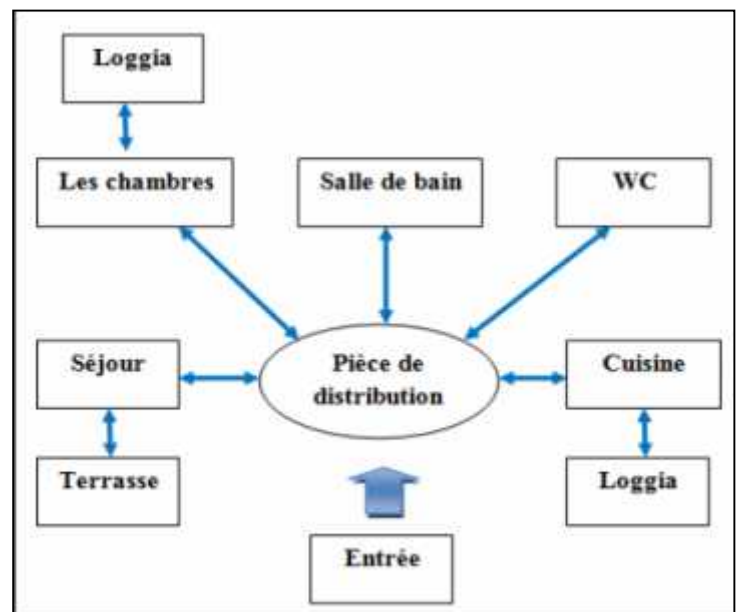 Loggia
Les chambres
Salle de bain
WC
Séjour
Pièce de
distribution
Cuisine
Terrasse
Loggia
Entrée